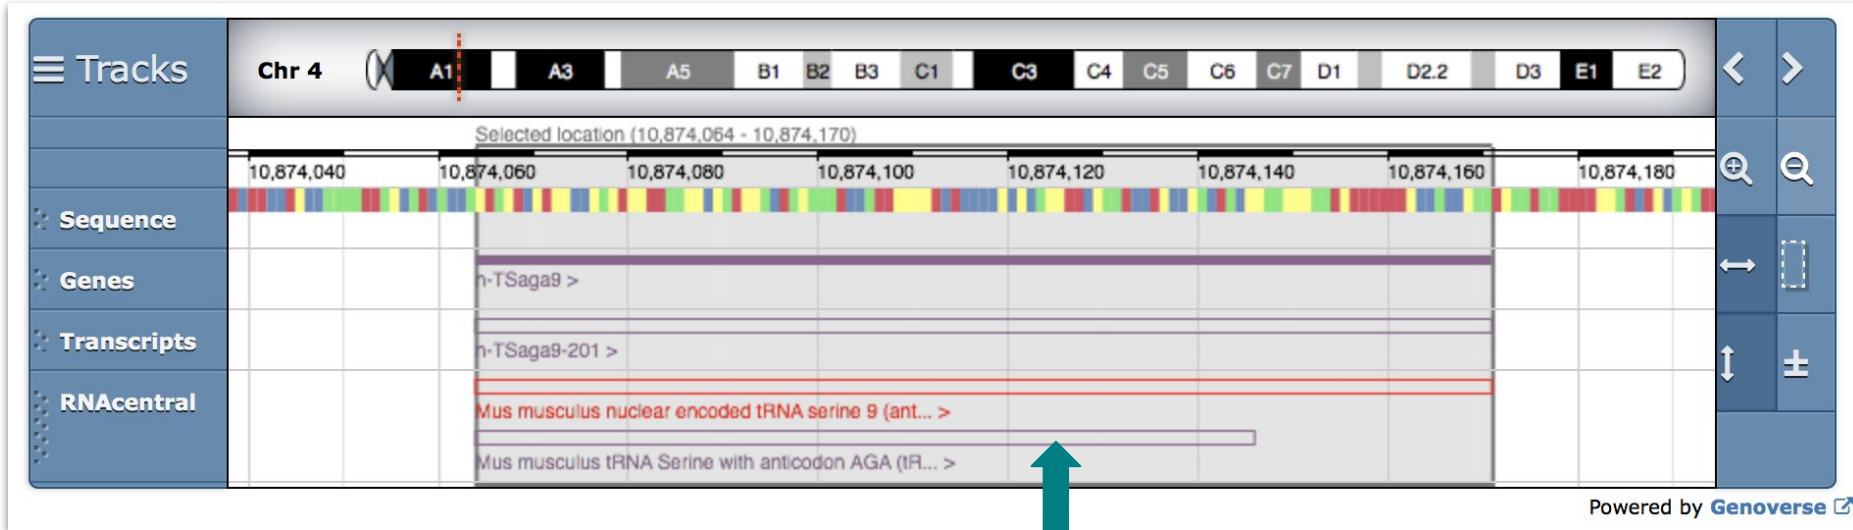 Tracks
Chr 4
A1 A3 A5 B1 B2 B3 C1 C3 C4 C5 C6 C7 D1 D2.2 D3 E1 E2
Selected location (10,874,064 - 10,874,170)
10,874,040 10,874,060 10,874,080 10,874,100 10,874,120 10,874,140 10,874,160 10,874,180
Sequence
Genes
n-TSaga9 >
Transcripts
n-TSaga9-201 >
RNAcentral
Mus musculus nuclear encoded tRNA serine 9 (ant... >
Mus musculus tRNA Serine with anticodon AGA (tR... >
Powered by Genoverse